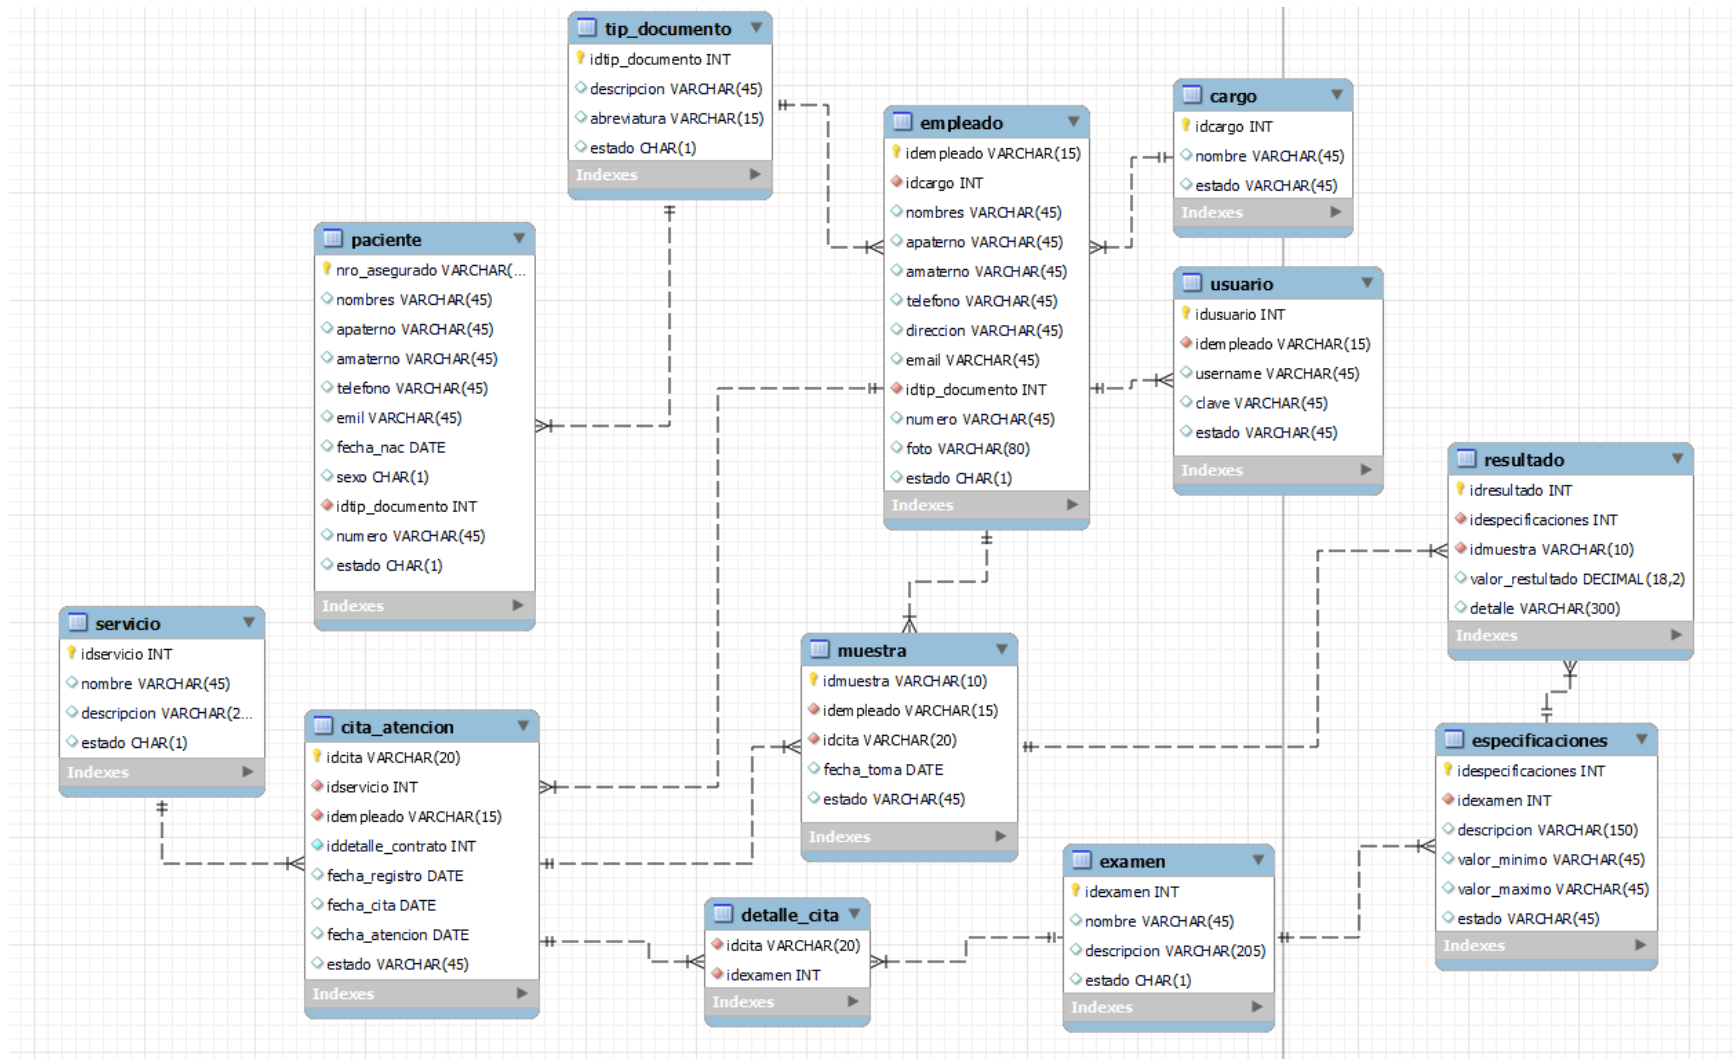 tip_documento
idtip_documento INT
descripcion VARCHAR(45)
abreviatura VARCHAR(15)
estado CHAR(1)
Indexes
empleado
idempleado VARCHAR(15)
idcargo INT
nombres VARCHAR(45)
apaterno VARCHAR(45)
amaterno VARCHAR(45)
telefono VARCHAR(45)
direccion VARCHAR(45)
email VARCHAR(45)
idtip_documento INT
numero VARCHAR(45)
foto VARCHAR(80)
estado CHAR(1)
Indexes
cargo
idcargo INT
nombre VARCHAR(45)
estado VARCHAR(45)
Indexes
paciente
nro_asegurado VARCHAR(...
nombres VARCHAR(45)
apaterno VARCHAR(45)
amaterno VARCHAR(45)
telefono VARCHAR(45)
emil VARCHAR(45)
fecha_nac DATE
sexo CHAR(1)
idtip_documento INT
numero VARCHAR(45)
estado CHAR(1)
Indexes
usuario
idusuario INT
idempleado VARCHAR(15)
username VARCHAR(45)
clave VARCHAR(45)
estado VARCHAR(45)
Indexes
resultado
idresultado INT
idespecificaciones INT
idmuestra VARCHAR(10)
valor_restultado DECIMAL(18,2)
detalle VARCHAR(300)
Indexes
servicio
idservicio INT
nombre VARCHAR(45)
descripcion VARCHAR(2...
estado CHAR(1)
Indexes
muestra
idmuestra VARCHAR(10)
idempleado VARCHAR(15)
idcita VARCHAR(20)
fecha_toma DATE
estado VARCHAR(45)
Indexes
cita_atencion
idcita VARCHAR(20)
idservicio INT
idempleado VARCHAR(15)
iddetalle_contrato INT
fecha_registro DATE
fecha_cita DATE
fecha_atencion DATE
estado VARCHAR(45)
Indexes
especificaciones
idespecificaciones INT
idexamen INT
descripcion VARCHAR(150)
valor_minimo VARCHAR(45)
valor_maximo VARCHAR(45)
estado VARCHAR(45)
Indexes
examen
idexamen INT
nombre VARCHAR(45)
descripcion VARCHAR(205)
estado CHAR(1)
Indexes
detalle_cita
idcita VARCHAR(20)
idexamen INT
Indexes